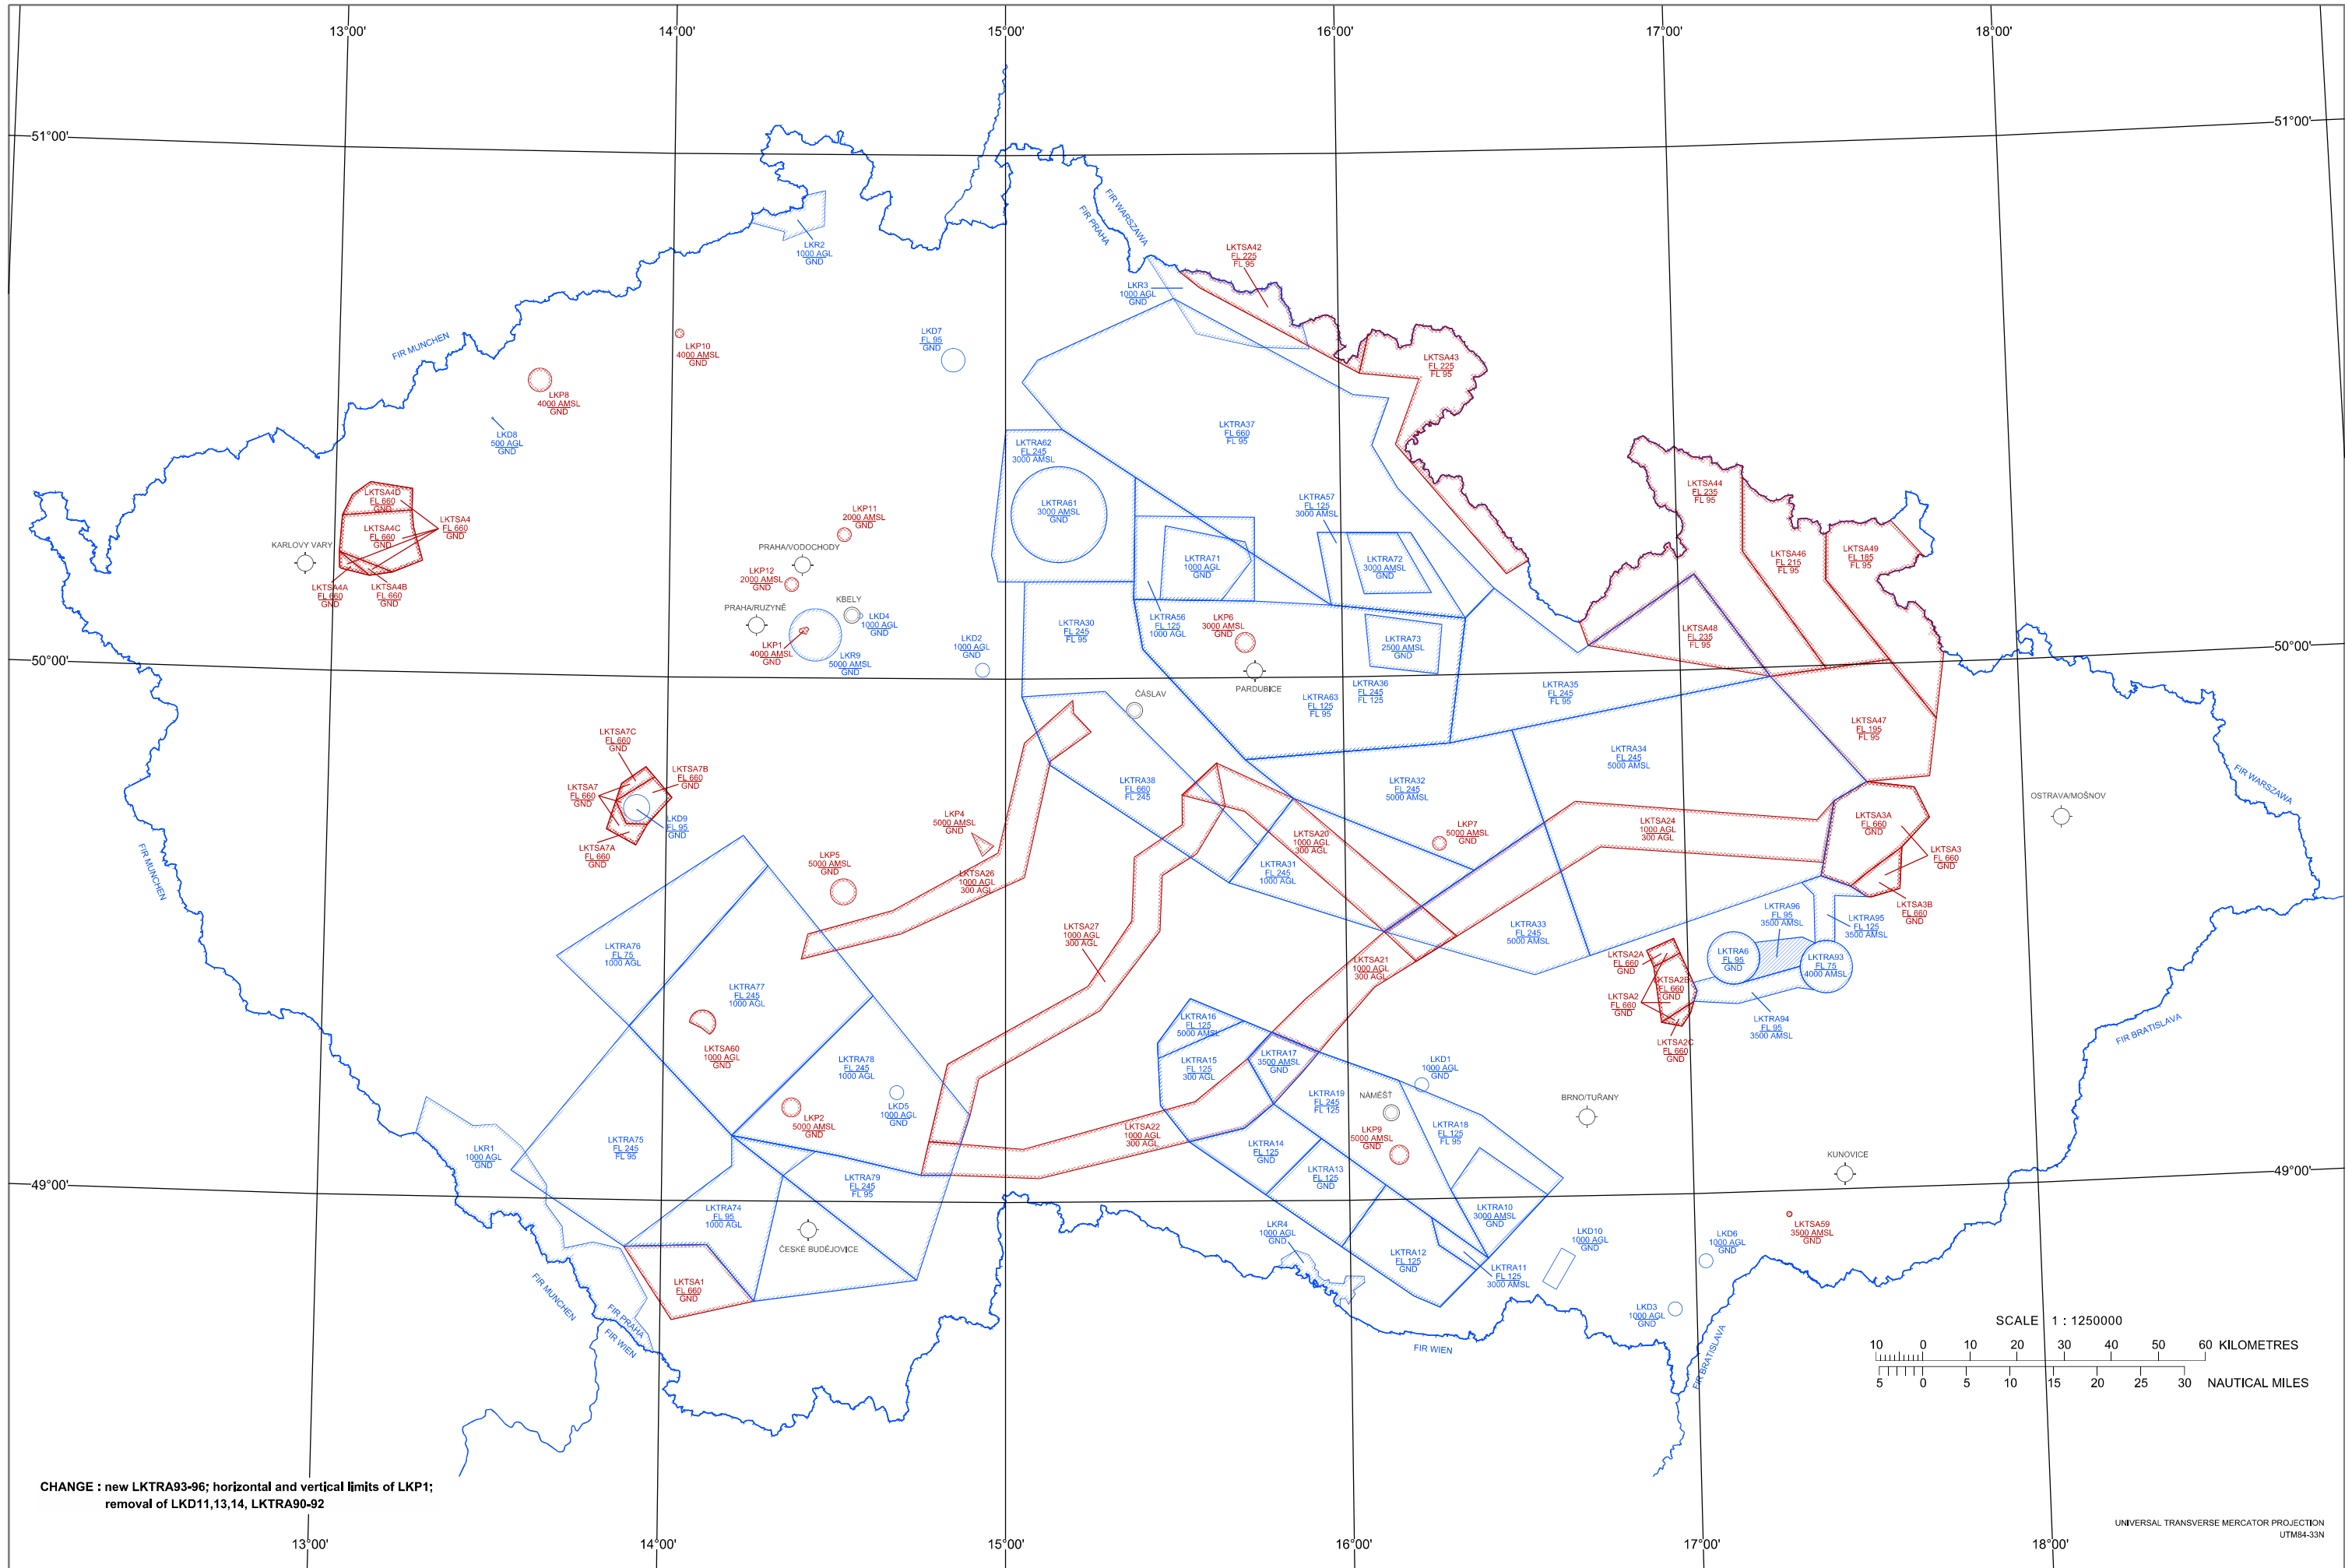 13°00'
14°00'
15°00'
16°00'
17°00'
18°00'
51°00'
51°00'
FIR WARSZAWA
FIR PRAHA
LKR2
1000 AGL
GND
LKTSA42
FL 225
FL 95
LKR3
1000 AGL
GND
FIR MUNCHEN
LKP10
4000 AMSL
GND
LKD7
FL 95
GND
LKTSA43
FL 225
FL 95
LKP8
4000 AMSL
GND
LKD8
500 AGL
GND
LKTRA37
FL 660
FL 95
LKTRA62
FL 245
3000 AMSL
LKTSA44
FL 235
FL 95
LKTSA4D
FL 660
GND
LKTSA4C
FL 660
GND
LKTSA4
FL 660
GND
LKTRA61
3000 AMSL
GND
LKTRA57
FL 125
3000 AMSL
LKP11
2000 AMSL
GND
KARLOVY VARY
PRAHA/VODOCHODY
LKTRA71
1000 AGL
GND
LKTRA72
3000 AMSL
GND
LKTSA46
FL 215
FL 95
LKTSA49
FL 185
FL 95
LKTSA4A
FL 660
GND
LKTSA4B
FL 660
GND
LKP12
2000 AMSL
GND
PRAHA/RUZYNĚ
KBELY
LKD4
1000 AGL
GND
LKP1
4000 AMSL
GND
LKR9
5000 AMSL
GND
LKD2
1000 AGL
GND
LKTRA30
FL 245
FL 95
LKTRA56
FL 125
1000 AGL
LKP6
3000 AMSL
GND
LKTRA73
2500 AMSL
GND
LKTSA48
FL 235
FL 95
50°00'
50°00'
ČÁSLAV
PARDUBICE
LKTRA63
FL 125
FL 95
LKTRA36
FL 245
FL 125
LKTRA35
FL 245
FL 95
LKTSA47
FL 195
FL 95
LKTSA7C
FL 660
GND
LKTSA7B
FL 660
GND
LKTSA7
FL 660
GND
LKD9
FL 95
GND
LKTSA7A
FL 660
GND
LKTRA38
FL 660
FL 245
LKTRA32
FL 245
5000 AMSL
LKTRA34
FL 245
5000 AMSL
FIR WARSZAWA
OSTRAVA/MOŠNOV
LKP4
5000 AMSL
GND
LKP5
5000 AMSL
GND
LKTSA26
1000 AGL
300 AGL
LKTSA20
1000 AGL
300 AGL
LKP7
5000 AMSL
GND
LKTSA24
1000 AGL
300 AGL
LKTSA3A
FL 660
GND
LKTSA3
FL 660
GND
LKTSA3B
FL 660
GND
FIR MUNCHEN
LKTRA31
FL 245
1000 AGL
LKTSA27
1000 AGL
300 AGL
LKTRA33
FL 245
5000 AMSL
LKTRA96
FL 95
3500 AMSL
LKTRA95
FL 125
3500 AMSL
LKTRA76
FL 75
1000 AGL
LKTRA77
FL 245
1000 AGL
LKTSA21
1000 AGL
300 AGL
LKTSA2A
FL 660
GND
LKTSA2B
FL 660
GND
LKTSA2
FL 660
GND
LKTSA2C
FL 660
GND
LKTRA6
FL 95
GND
LKTRA93
FL 75
4000 AMSL
LKTRA94
FL 95
3500 AMSL
FIR BRATISLAVA
LKTSA60
1000 AGL
GND
LKTRA78
FL 245
1000 AGL
LKTRA16
FL 125
5000 AMSL
LKTRA15
FL 125
300 AGL
LKTRA17
3500 AMSL
GND
LKD1
1000 AGL
GND
LKP2
5000 AMSL
GND
LKD5
1000 AGL
GND
LKTRA19
FL 245
FL 125
NÁMĚŠŤ
BRNO/TUŘANY
LKR1
1000 AGL
GND
LKTRA75
FL 245
FL 95
LKTSA22
1000 AGL
300 AGL
LKTRA14
FL 125
GND
LKP9
5000 AMSL
GND
LKTRA18
FL 125
FL 95
KUNOVICE
49°00'
49°00'
LKTRA79
FL 245
FL 95
LKTRA13
FL 125
GND
LKTRA74
FL 95
1000 AGL
ČESKÉ BUDĚJOVICE
LKR4
1000 AGL
GND
LKTRA10
3000 AMSL
GND
LKTRA12
FL 125
GND
LKTRA11
FL 125
3000 AMSL
LKD10
1000 AGL
GND
LKD6
1000 AGL
GND
LKTSA59
3500 AMSL
GND
LKTSA1
FL 660
GND
LKD3
1000 AGL
GND
FIR MUNCHEN
FIR PRAHA
FIR WIEN
FIR WIEN
FIR BRATISLAVA
SCALE 1 : 1250000
10 0 10 20 30 40 50 60 KILOMETRES
5 0 5 10 15 20 25 30 NAUTICAL MILES
CHANGE : new LKTRA93-96; horizontal and vertical limits of LKP1;
removal of LKD11,13,14, LKTRA90-92
UNIVERSAL TRANSVERSE MERCATOR PROJECTION
UTM84-33N
13°00'
14°00'
15°00'
16°00'
17°00'
18°00'